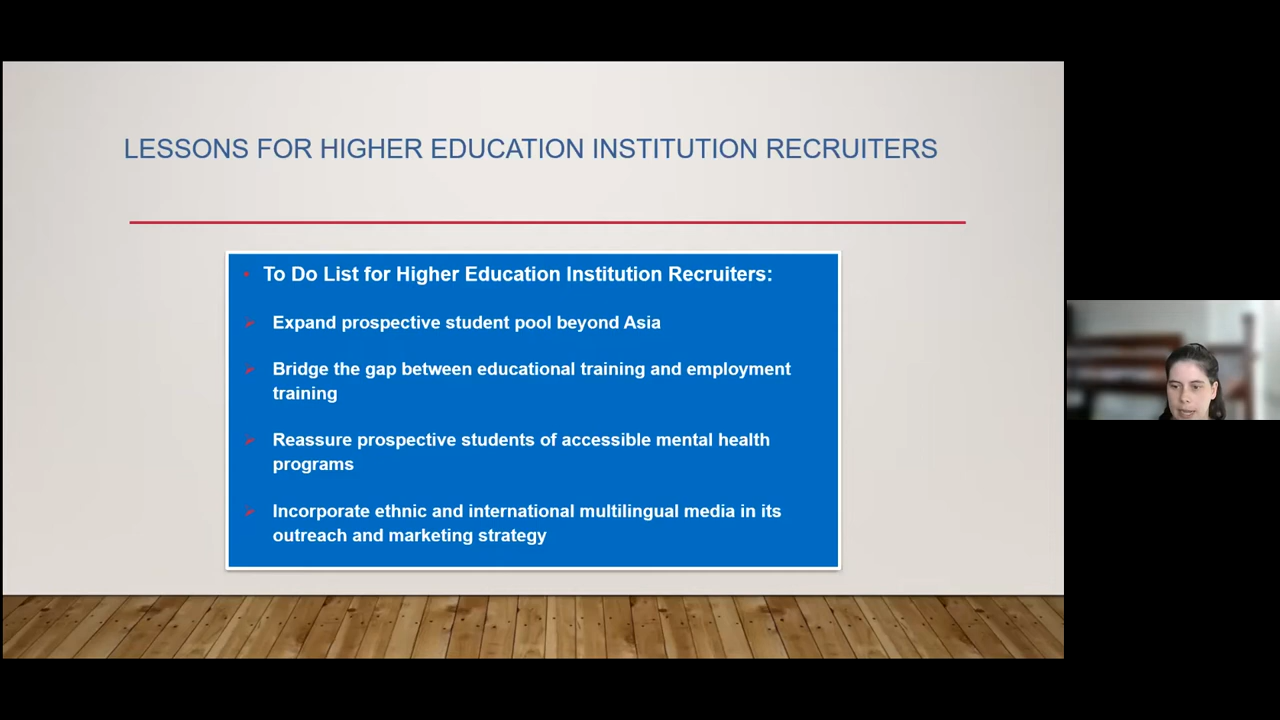 LESSONS FOR HIGHER EDUCATION INSTITUTION RECRUITERS
To Do List for Higher Education Institution Recruiters:
Expand prospective student pool beyond Asia
Bridge the gap between educational training and employment
training
Reassure prospective students of accessible mental health
programs
Incorporate ethnic and international multilingual media in its
outreach and marketing strategy